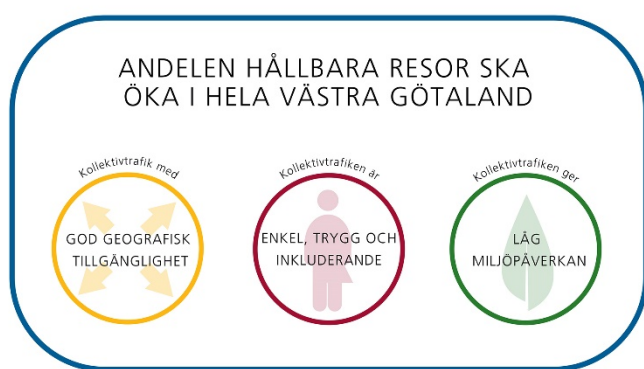 ANDELEN HÅLLBARA RESOR SKA
ÖKA I HELA VÄSTRA GÖTALAND
Kollektivtrafik med
GOD GEOGRAFISK
TILLGÄNGLIGHET
Kollektivtrafiken är
ENKEL, TRYGG OCH
INKLUDERANDE
Kollektivtrafiken ger
LÅG
MILJÖPÅVERKAN